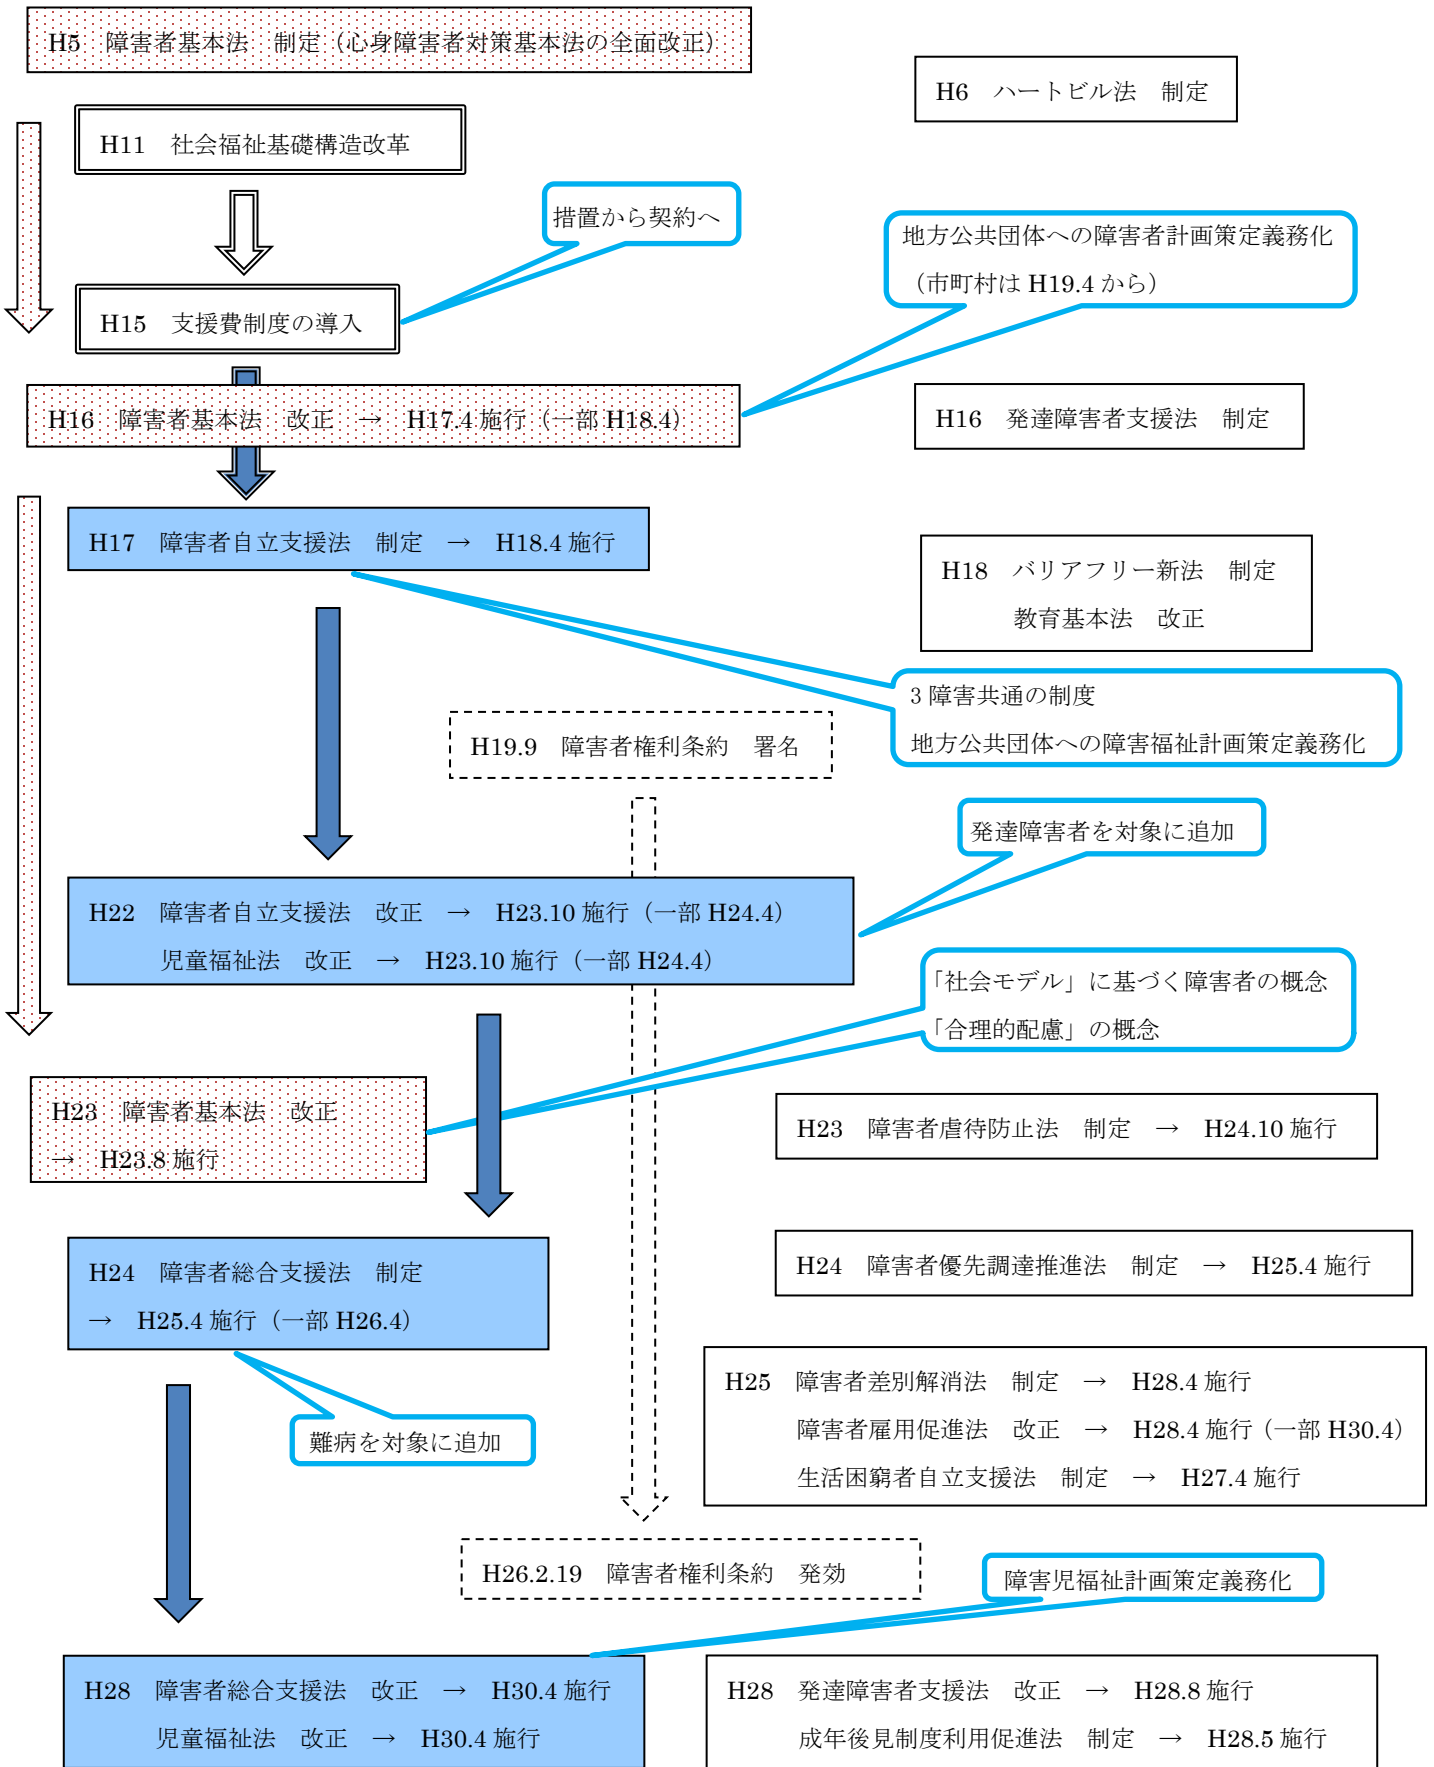 H5　障害者基本法　制定（心身障害者対策基本法の全面改正）
H6　ハートビル法　制定
H11　社会福祉基礎構造改革
措置から契約へ
地方公共団体への障害者計画策定義務化
（市町村は H19.4 から）
H15　支援費制度の導入
H16　障害者基本法　改正　→　H17.4 施行（一部 H18.4）
H16　発達障害者支援法　制定
H17　障害者自立支援法　制定　→　H18.4 施行
H18　バリアフリー新法　制定
教育基本法　改正
3 障害共通の制度
地方公共団体への障害福祉計画策定義務化
H19.9　障害者権利条約　署名
発達障害者を対象に追加
H22　障害者自立支援法　改正　→　H23.10 施行（一部 H24.4）
児童福祉法　改正　→　H23.10 施行（一部 H24.4）
「社会モデル」に基づく障害者の概念
「合理的配慮」の概念
H23　障害者基本法　改正
→　H23.8 施行
H23　障害者虐待防止法　制定　→　H24.10 施行
H24　障害者総合支援法　制定
→　H25.4 施行（一部 H26.4）
H24　障害者優先調達推進法　制定　→　H25.4 施行
難病を対象に追加
H25　障害者差別解消法　制定　→　H28.4 施行
障害者雇用促進法　改正　→　H28.4 施行（一部 H30.4）
生活困窮者自立支援法　制定　→　H27.4 施行
H26.2.19　障害者権利条約　発効
障害児福祉計画策定義務化
H28　障害者総合支援法　改正　→　H30.4 施行
児童福祉法　改正　→　H30.4 施行
H28　発達障害者支援法　改正　→　H28.8 施行
成年後見制度利用促進法　制定　→　H28.5 施行